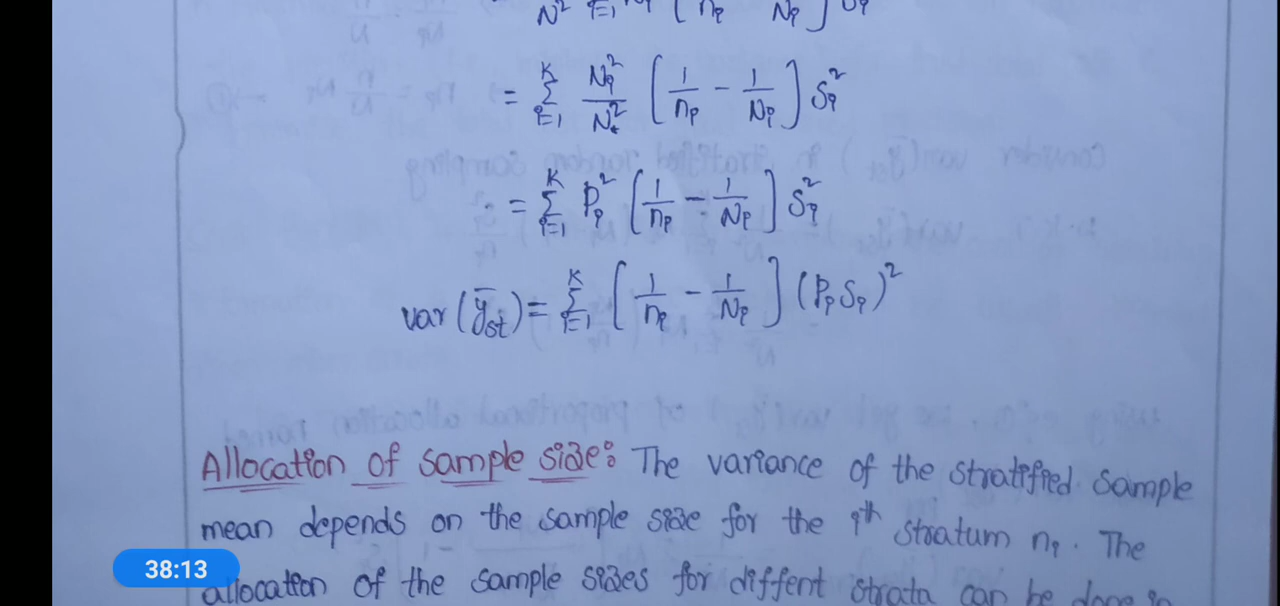 = Σ_{i=1}^{K} N_i²/N² [1/n_i − 1/N_i] S_i²
= Σ_{i=1}^{K} P_i² [1/n_i − 1/N_i] S_i²
var(ȳ_st) = Σ_{i=1}^{K} [1/n_i − 1/N_i] (P_i S_i)²
Allocation of sample size: The variance of the stratified sample
mean depends on the sample size for the ith stratum n_i. The
38:13
allocation of the sample sizes for diffent strata can be done in